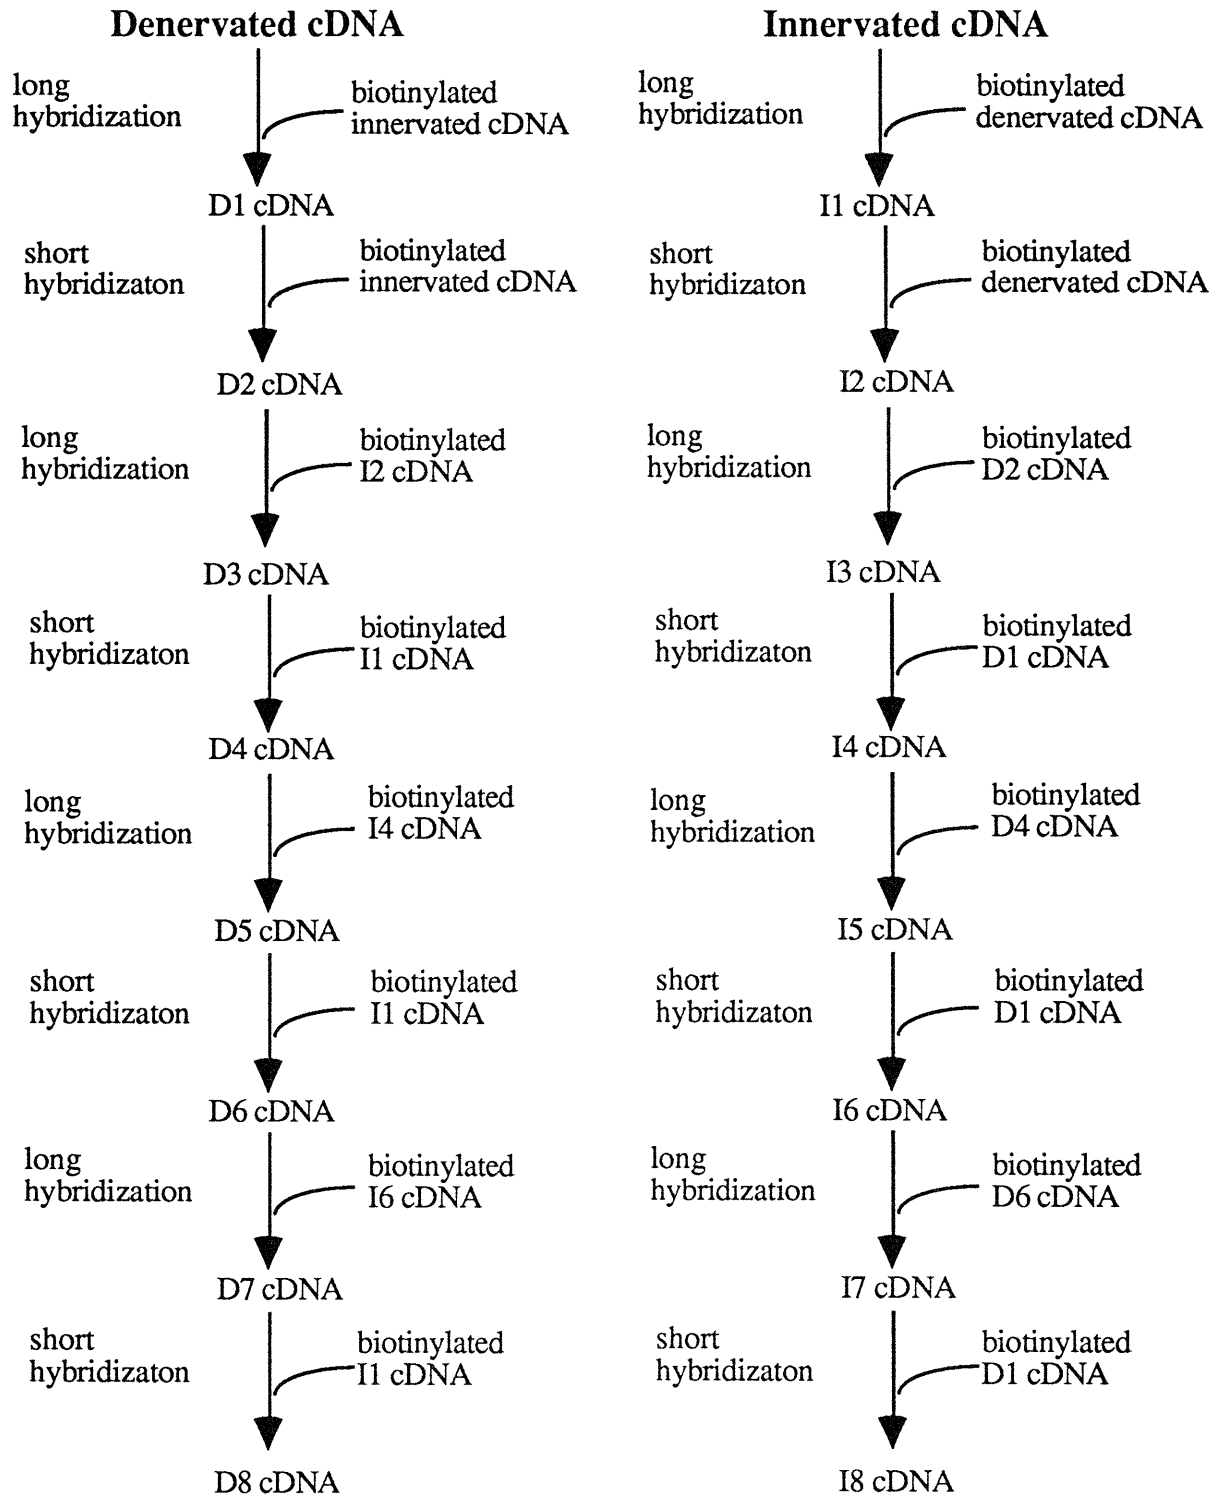 Denervated cDNA
long
hybridization
biotinylated
innervated cDNA
D1 cDNA
short
hybridizaton
biotinylated
innervated cDNA
D2 cDNA
long
hybridization
biotinylated
I2 cDNA
D3 cDNA
short
hybridizaton
biotinylated
I1 cDNA
D4 cDNA
long
hybridization
biotinylated
I4 cDNA
D5 cDNA
short
hybridizaton
biotinylated
I1 cDNA
D6 cDNA
long
hybridization
biotinylated
I6 cDNA
D7 cDNA
short
hybridizaton
biotinylated
I1 cDNA
D8 cDNA
Innervated cDNA
long
hybridization
biotinylated
denervated cDNA
I1 cDNA
short
hybridizaton
biotinylated
denervated cDNA
I2 cDNA
long
hybridization
biotinylated
D2 cDNA
I3 cDNA
short
hybridizaton
biotinylated
D1 cDNA
I4 cDNA
long
hybridization
biotinylated
D4 cDNA
I5 cDNA
short
hybridizaton
biotinylated
D1 cDNA
I6 cDNA
long
hybridization
biotinylated
D6 cDNA
I7 cDNA
short
hybridizaton
biotinylated
D1 cDNA
I8 cDNA